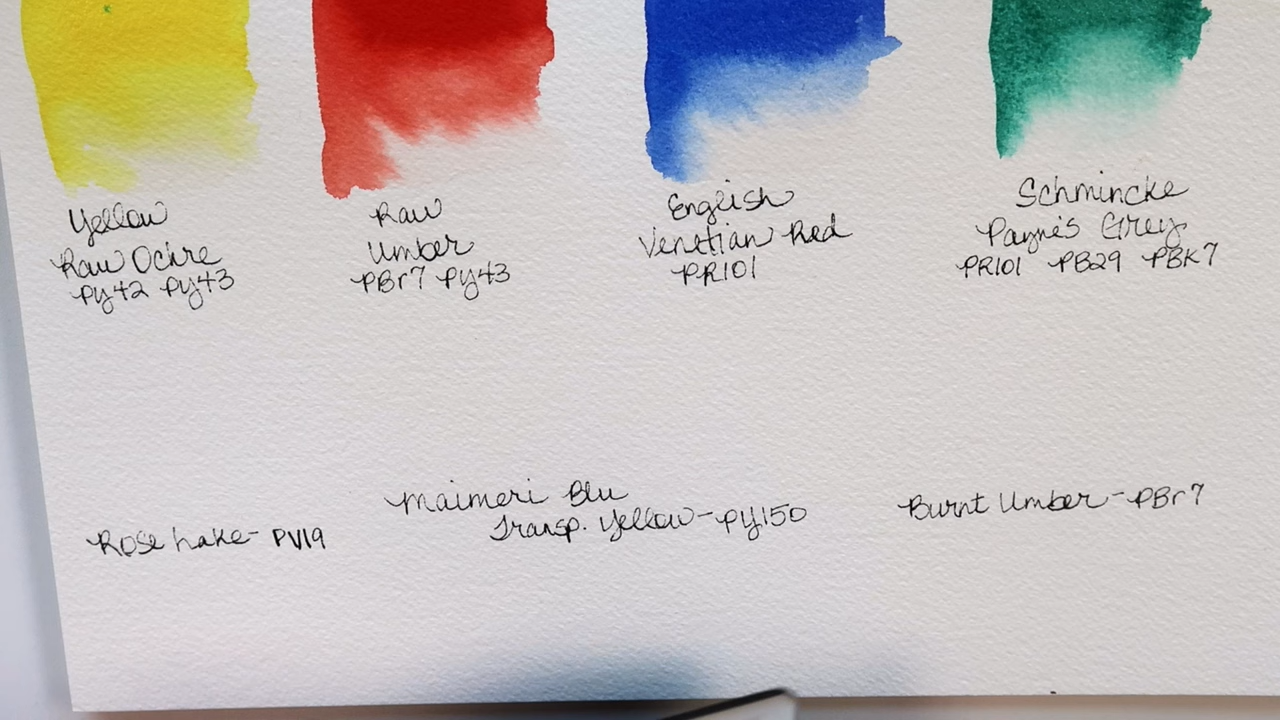 Yellow
Raw Ochre
PY42 PY43
Raw
Umber
PBr7 PY43
English
Venetian Red
PR101
Schmincke
Payne's Grey
PR101 PB29 PBK7
Rose Lake - PV19
Maimeri Blu
Transp. Yellow - PY150
Burnt Umber - PBr7